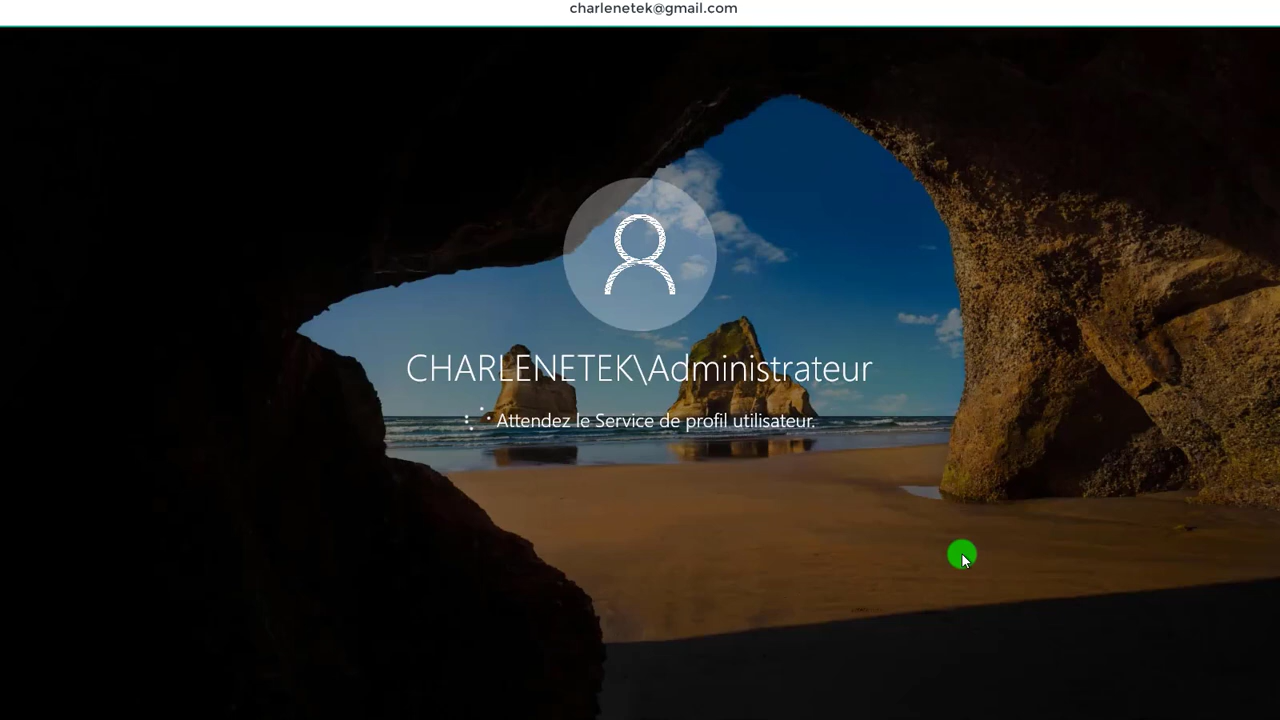 charlenetek@gmail.com
CHARLENETEK\Administrateur
Attendez le Service de profil utilisateur.